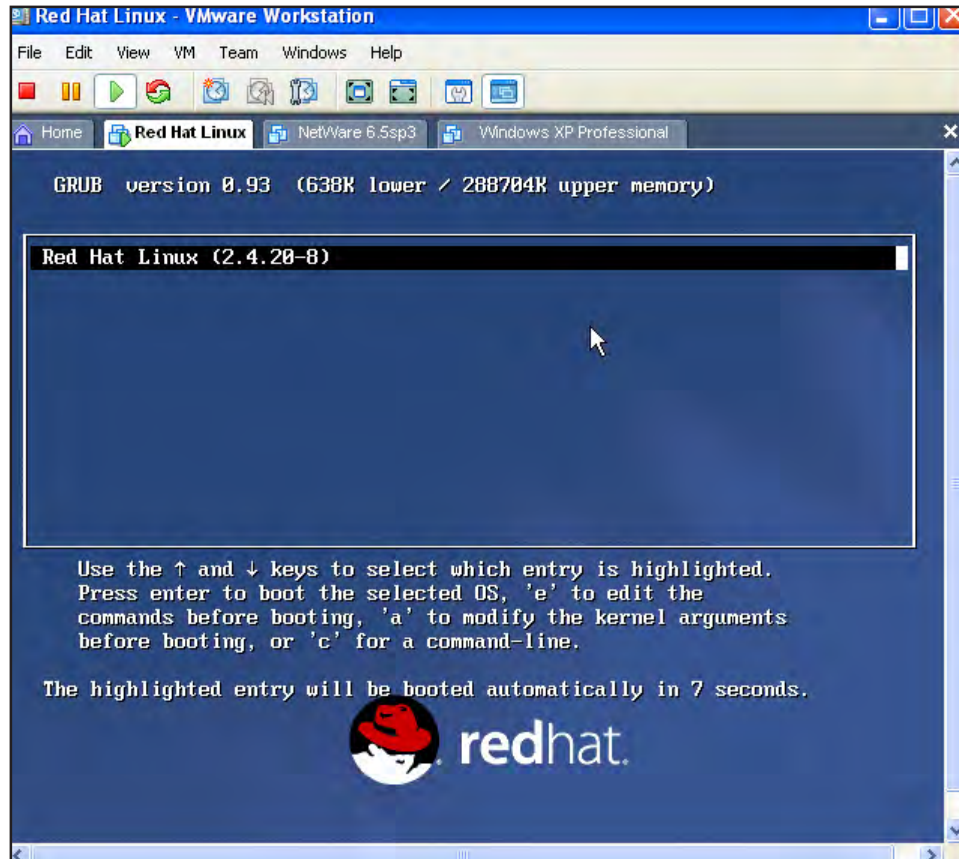 Red Hat Linux - VMware Workstation
File Edit View VM Team Windows Help
Home Red Hat Linux NetWare 6.5sp3 Windows XP Professional
GRUB version 0.93 (638K lower / 288704K upper memory)
Red Hat Linux (2.4.20-8)
Use the ↑ and ↓ keys to select which entry is highlighted.
Press enter to boot the selected OS, 'e' to edit the
commands before booting, 'a' to modify the kernel arguments
before booting, or 'c' for a command-line.
The highlighted entry will be booted automatically in 7 seconds.
redhat.